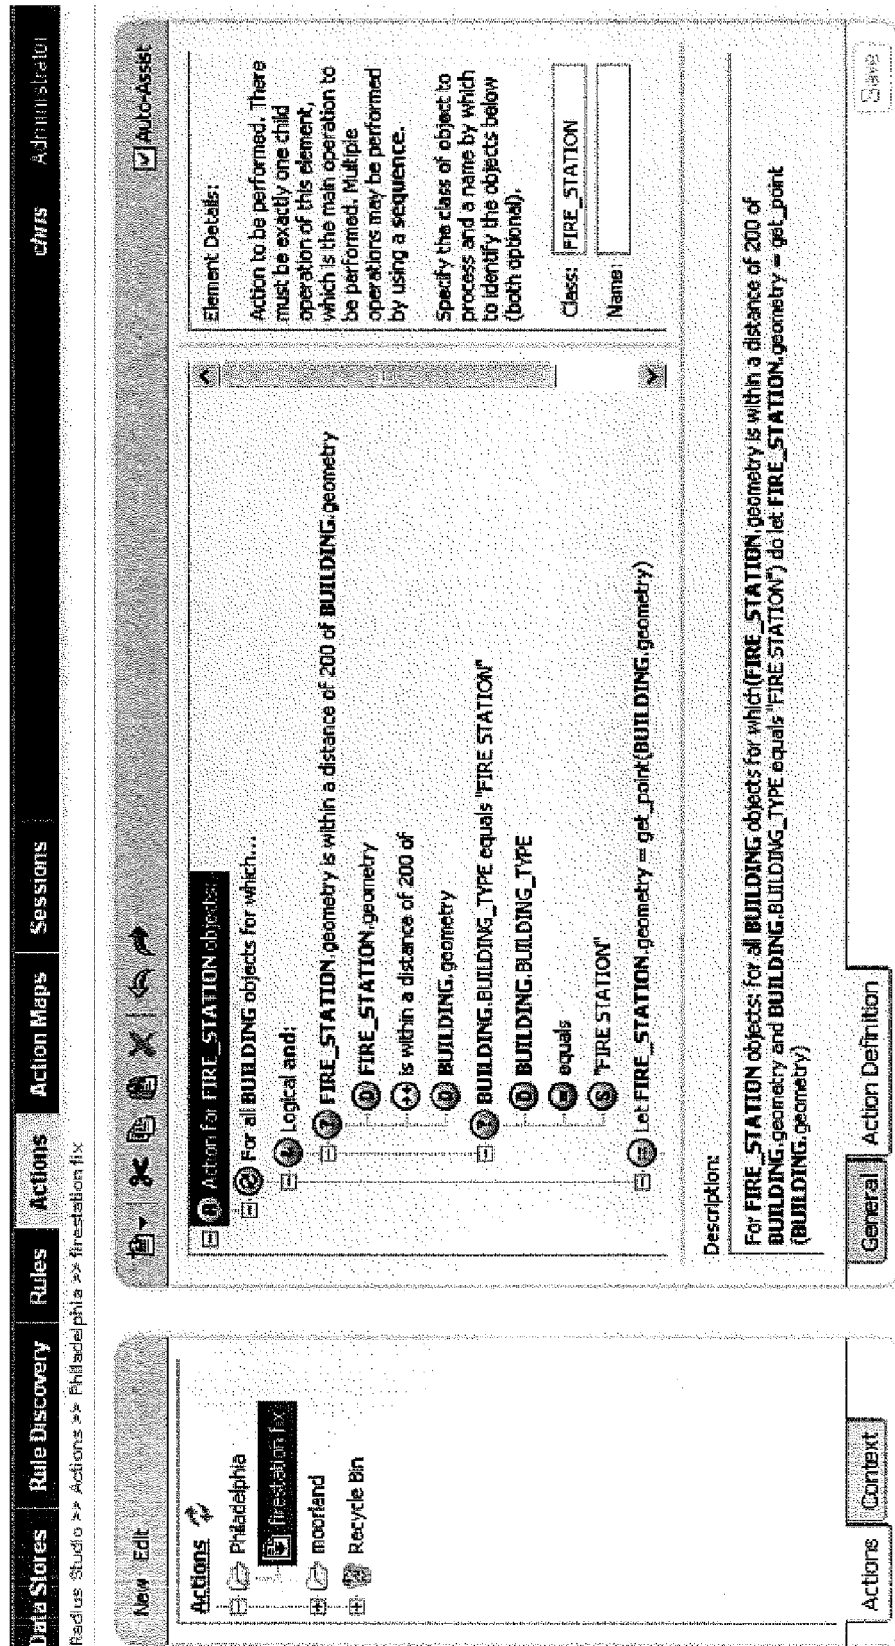 Data Stores Rule Discovery Rules Actions Action Maps Sessions chris Administrator
Radius Studio >> Actions >> Philadelphia >> firestation fix
New Edit
Actions
Philadelphia
firestation fix
moorland
Recycle Bin
Actions Context
Auto-Assist
Action for FIRE_STATION objects:
For all BUILDING objects for which...
Logical and:
FIRE_STATION.geometry is within a distance of 200 of BUILDING.geometry
FIRE_STATION.geometry
is within a distance of 200 of
BUILDING.geometry
BUILDING.BUILDING_TYPE equals "FIRE STATION"
BUILDING.BUILDING_TYPE
equals
"FIRE STATION"
Let FIRE_STATION.geometry = get_point(BUILDING.geometry)
Element Details:
Action to be performed. There
must be exactly one child
operation of this element,
which is the main operation to
be performed. Multiple
operations may be performed
by using a sequence.
Specify the class of object to
process and a name by which
to identify the objects below
(both optional).
Class: FIRE_STATION
Name:
Description:
For FIRE_STATION objects: for all BUILDING objects for which(FIRE_STATION.geometry is within a distance of 200 of
BUILDING.geometry and BUILDING.BUILDING_TYPE equals "FIRE STATION") do let FIRE_STATION.geometry = get_point
(BUILDING.geometry)
General Action Definition
Save